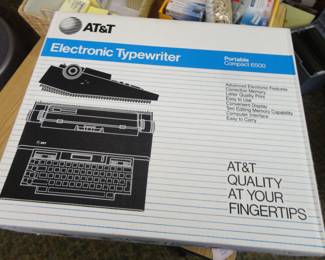 AT&T
Electronic Typewriter
Portable
Compact 6500
Advanced Electronic Features
Correction Memory
Letter Quality Print
Easy to Use
Convenient Display
Text Editing Memory Capability
Computer Interface
Easy to Carry
AT&T
QUALITY
AT YOUR
FINGERTIPS